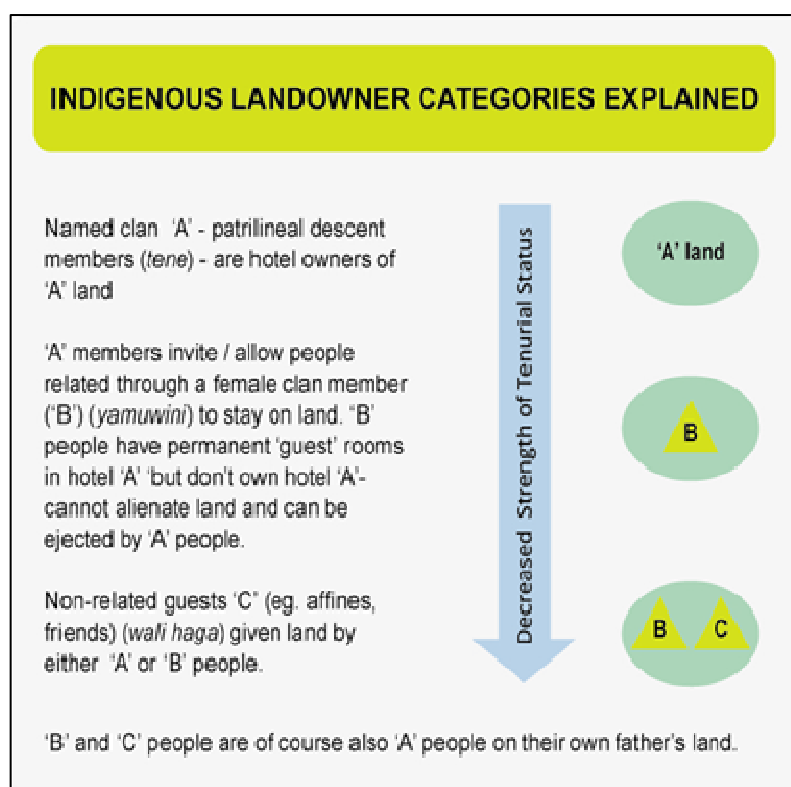 INDIGENOUS LANDOWNER CATEGORIES EXPLAINED
Named clan ‘A’ - patrilineal descent
members (tene) - are hotel owners of
‘A” land
‘A” members invite / allow people
related through a female clan member
(‘B’) (yamuwini) to stay on land. “B’
people have permanent ‘guest’ rooms
in hotel ‘A’ ‘but don’t own hotel ‘A’-
cannot alienate land and can be
ejected by ‘A’ people.
Non-related guests ‘C” (eg. affines,
friends) (wali haga) given land by
either ‘A’ or ‘B’ people.
Decreased Strength of Tenurial Status
‘A’ land
B
B C
‘B’ and ‘C’ people are of course also ‘A’ people on their own father’s land.